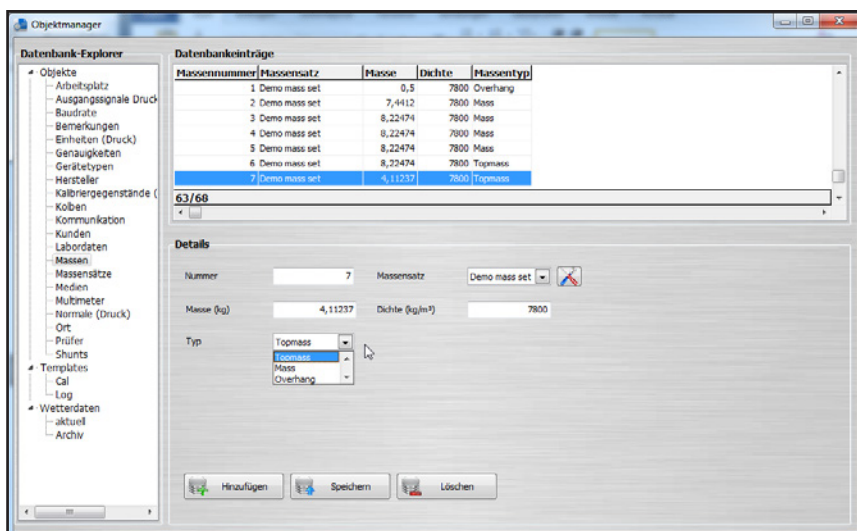 Objektmanager
Datenbank-Explorer
Objekte
Arbeitsplatz
Ausgangssignale Druck
Baudrate
Bemerkungen
Einheiten (Druck)
Genauigkeiten
Gerätetypen
Hersteller
Kalibriergegenstände (
Kolben
Kommunikation
Kunden
Labordaten
Massen
Massensätze
Medien
Multimeter
Normale (Druck)
Ort
Prüfer
Shunts
Templates
Cal
Log
Wetterdaten
aktuell
Archiv
Datenbankeinträge
Massennummer Massensatz Masse Dichte Massentyp
1 Demo mass set 0,5 7800 Overhang
2 Demo mass set 7,4412 7800 Mass
3 Demo mass set 8,22474 7800 Mass
4 Demo mass set 8,22474 7800 Mass
5 Demo mass set 8,22474 7800 Mass
6 Demo mass set 8,22474 7800 Topmass
7 Demo mass set 4,11237 7800 Topmass
63/68
Details
Nummer 7 Massensatz Demo mass set
Masse (kg) 4,11237 Dichte (kg/m³) 7800
Typ Topmass
Topmass
Mass
Overhang
Hinzufügen Speichern Löschen